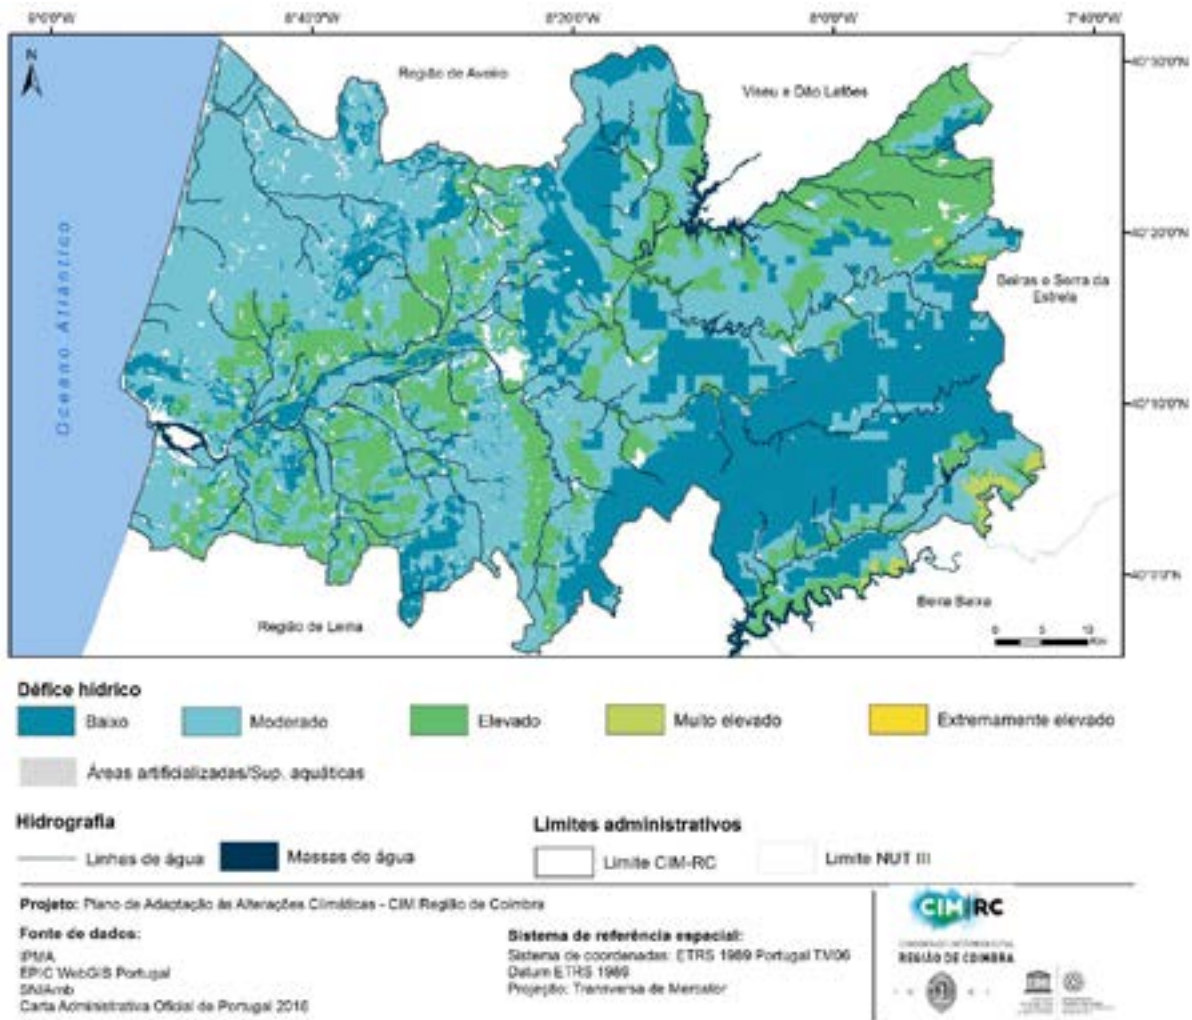 9°0'0"W
8°40'0"W
8°20'0"W
8°0'0"W
7°40'0"W
N
40°30'0"N
40°20'0"N
40°10'0"N
40°0'0"N
Região de Aveiro
Viseu e Dão Lafões
Oceano Atlântico
Beiras e Serra da
Estrela
Região de Leiria
Beira Baixa
0 5 10
Km
Défice hídrico
Baixo
Moderado
Elevado
Muito elevado
Extremamente elevado
Áreas artificializadas/Sup. aquáticas
Hidrografia
Linhas de água
Massas de água
Limites administrativos
Limite CIM-RC
Limite NUT III
Projeto: Plano de Adaptação às Alterações Climáticas - CIM Região de Coimbra
Fonte de dados:
IPMA
EPIC WebGIS Portugal
SNIAmb
Carta Administrativa Oficial de Portugal 2016
Sistema de referência espacial:
Sistema de coordenadas: ETRS 1989 Portugal TM06
Datum ETRS 1989
Projeção: Transversa de Mercator
CIM RC
REGIÃO DE COIMBRA